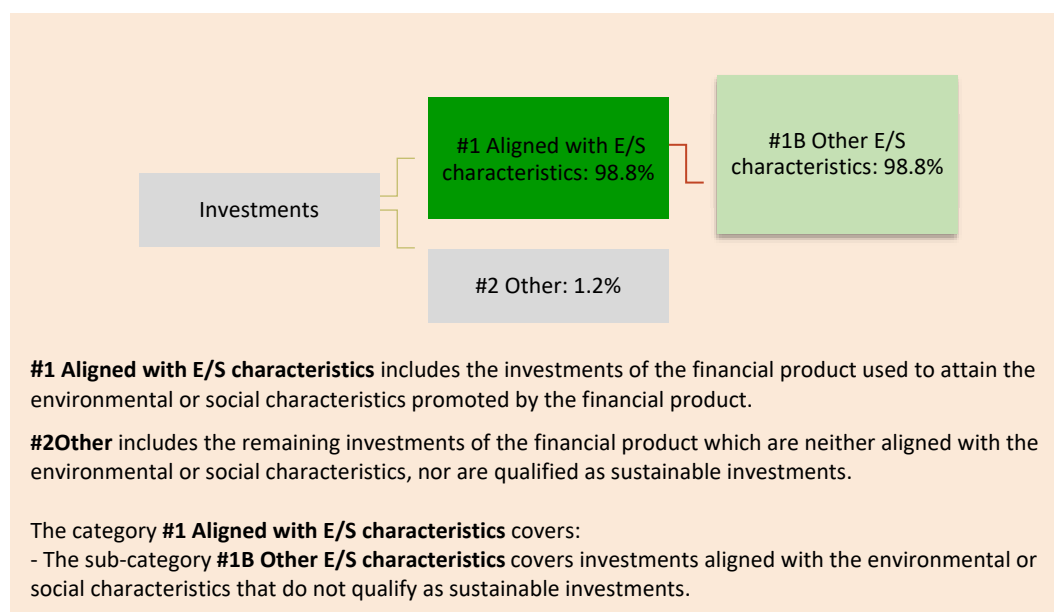 Investments
#1 Aligned with E/S
characteristics: 98.8%
#1B Other E/S
characteristics: 98.8%
#2 Other: 1.2%
#1 Aligned with E/S characteristics includes the investments of the financial product used to attain the
environmental or social characteristics promoted by the financial product.
#2Other includes the remaining investments of the financial product which are neither aligned with the
environmental or social characteristics, nor are qualified as sustainable investments.
The category #1 Aligned with E/S characteristics covers:
- The sub-category #1B Other E/S characteristics covers investments aligned with the environmental or
social characteristics that do not qualify as sustainable investments.